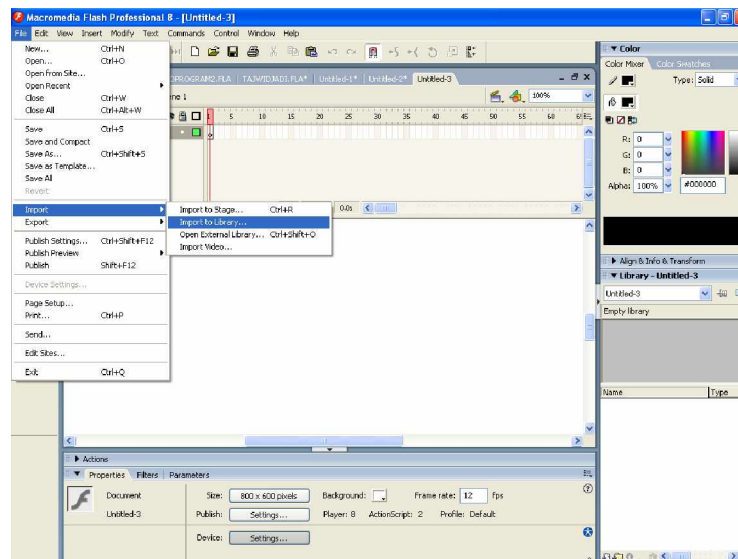 Macromedia Flash Professional 8 - [Untitled-3]
File Edit View Insert Modify Text Commands Control Window Help
New... Ctrl+N
Open... Ctrl+O
Open from Site...
Open Recent
Close Ctrl+W
Close All Ctrl+Alt+W
Save Ctrl+S
Save and Compact
Save As... Ctrl+Shift+S
Save as Template...
Save All
Revert
Import
Export
Publish Settings... Ctrl+Shift+F12
Publish Preview
Publish Shift+F12
Device Settings...
Page Setup...
Print... Ctrl+P
Send...
Edit Sites...
Exit Ctrl+Q
Import to Stage... Ctrl+R
Import to Library...
Open External Library... Ctrl+Shift+O
Import Video...
OPROGRAM2.FLA TAJWIDJADI.FLA* Untitled-1* Untitled-2* Untitled-3
ne 1 100%
5 10 15 20 25 30 35 40 45 50 55 60 65
0.0s
Color
Color Mixer Color Swatches
Type: Solid
R: 0
G: 0
B: 0
Alpha: 100% #000000
Align & Info & Transform
Library - Untitled-3
Untitled-3
Empty library
Name Type
Actions
Properties Filters Parameters
Document Size: 800 x 600 pixels Background: Frame rate: 12 fps
Untitled-3 Publish: Settings... Player: 8 ActionScript: 2 Profile: Default
Device: Settings...